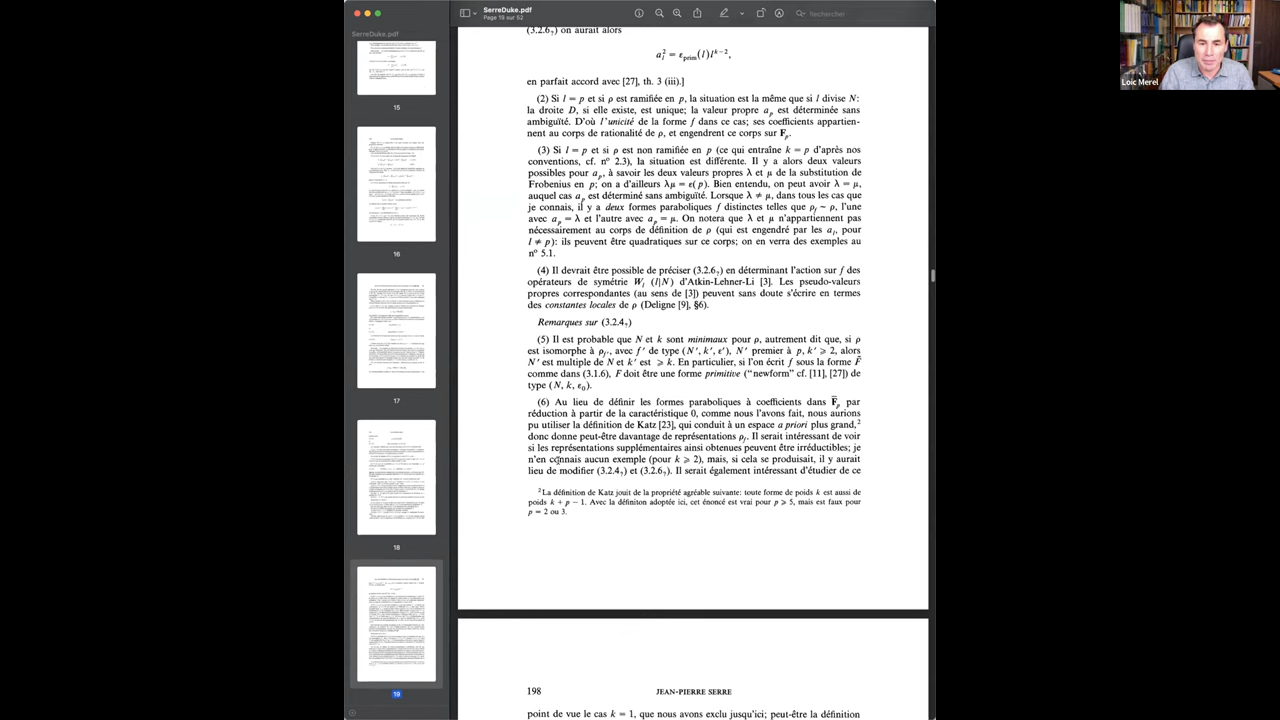 SerreDuke.pdf
Page 19 sur 52
Rechercher
SerreDuke.pdf
15
16
17
18
19
Loïc Merel
(3.2.6?) on aurait alors
a_l^2 = ε_prim(l) l^{k−2},
en parfait accord avec [27], th. 3 (iii).]
(2) Si l = p et si ρ est ramifiée en p, la situation est la même que si l divise N:
la droite D, si elle existe, est unique; la valeur propre a_p est déterminée sans
ambiguïté. D'où l'unicité de la forme f dans ce cas; ses coefficients appartien-
nent au corps de rationalité de ρ, et engendrent ce corps sur F_p.
(3) Si l = p et si ρ est non ramifiée en p (ce qui entraîne k = p d'après nos
conventions, cf. nº 2.3), la situation est différente. Il y a alors deux valeurs
possibles pour a_p, à savoir les valeurs propres λ et μ de la substitution de
Frobenius en p; on a d'ailleurs λμ = ε(p). Bien entendu, on peut avoir λ = μ,
auquel cas a_p est déterminé sans ambiguïté. Lorsque λ ≠ μ, dans tous les cas que
je connais, il y a deux formes paraboliques f distinctes telles que ρ_f ~ ρ, l'une
avec a_p = λ et l'autre avec a_p = μ. On notera que λ et μ n'appartiennent pas
nécessairement au corps de définition de ρ (qui est engendré par les a_l, pour
l ≠ p): ils peuvent être quadratiques sur ce corps; on en verra des exemples au
nº 5.1.
(4) Il devrait être possible de préciser (3.2.6?) en déterminant l'action sur f des
opérateurs de symétrie W_l (l|N) d'Atkin-Lehner-Li [3]. Les pseudo-valeurs
propres correspondantes (au sens de [3]) peuvent sans doute s'écrire en termes
des constantes locales de ρ (Deligne [9], §6).
Remarques sur (3.2.4?)
(5) Il est probable que N et k sont minimaux pour ρ, autrement dit que, si ρ
est isomorphe à ρ_f', avec f' de type (N', k', ε'), N' premier à p, k' ⩾ 2, alors
N' est multiple de N et k' est ⩾ k. En particulier, si l'on écrit f sous la forme F̃
comme dans (3.1.6), F doit être une forme primitive ("newform" cf. [11], [27]) de
type (N, k, ε₀).
(6) Au lieu de définir les formes paraboliques à coefficients dans F̄_p par
réduction à partir de la caractéristique 0, comme nous l'avons fait, nous aurions
pu utiliser la définition de Katz [23], qui conduit à un espace a priori plus grand,²
donc donne peut-être davantage de représentations ρ_f. Il serait intéressant de voir
si les représentations supplémentaires ainsi obtenues peuvent être irréductibles; je
n'en connais aucun exemple (pour k ⩾ 2), mais, si cela se produisait, il y aurait
lieu de modifier (3.2.4?) en conséquence. Il serait également intéressant d'étudier de ce
²La définition de Katz jouit de la propriété agréable suivante: toute forme de poids k est aussi de
poids k + p − 1. Avec la définition adoptée ici, cet énoncé est vrai pour p ⩾ 5, mais est faux pour
p = 2 ou 3.
198 JEAN-PIERRE SERRE
point de vue le cas k = 1, que nous avons exclu jusqu'ici; peut-être la définition